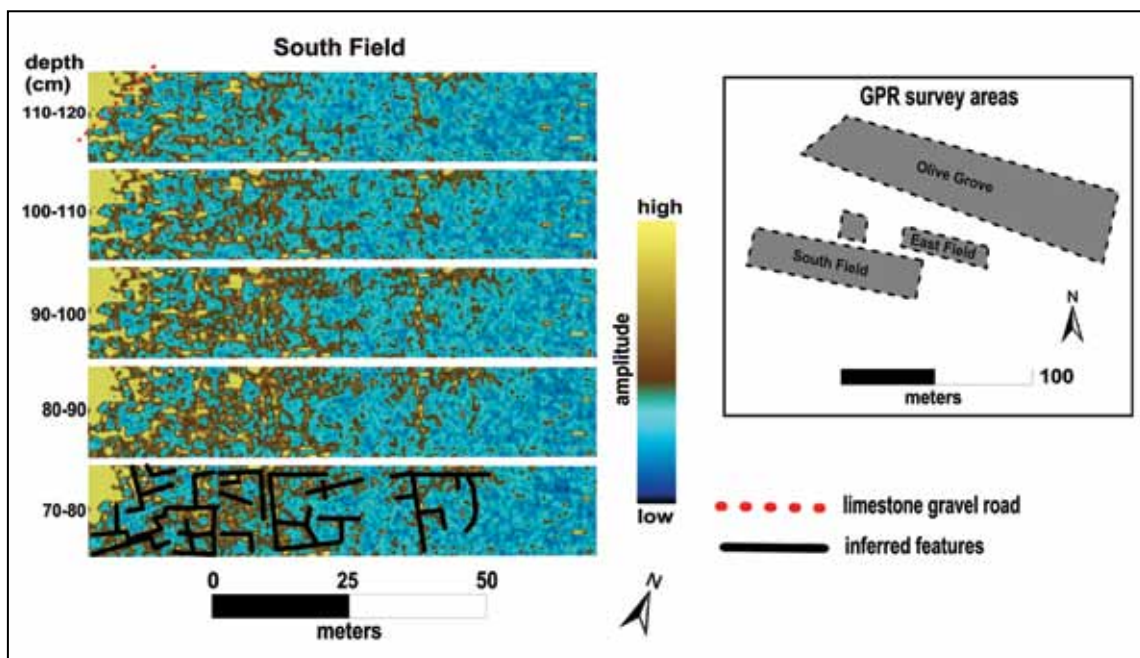 South Field
depth
(cm)
110-120
100-110
90-100
80-90
70-80
0 25 50
meters
N
high
amplitude
low
GPR survey areas
Olive Grove
East Field
South Field
N
100
meters
limestone gravel road
inferred features